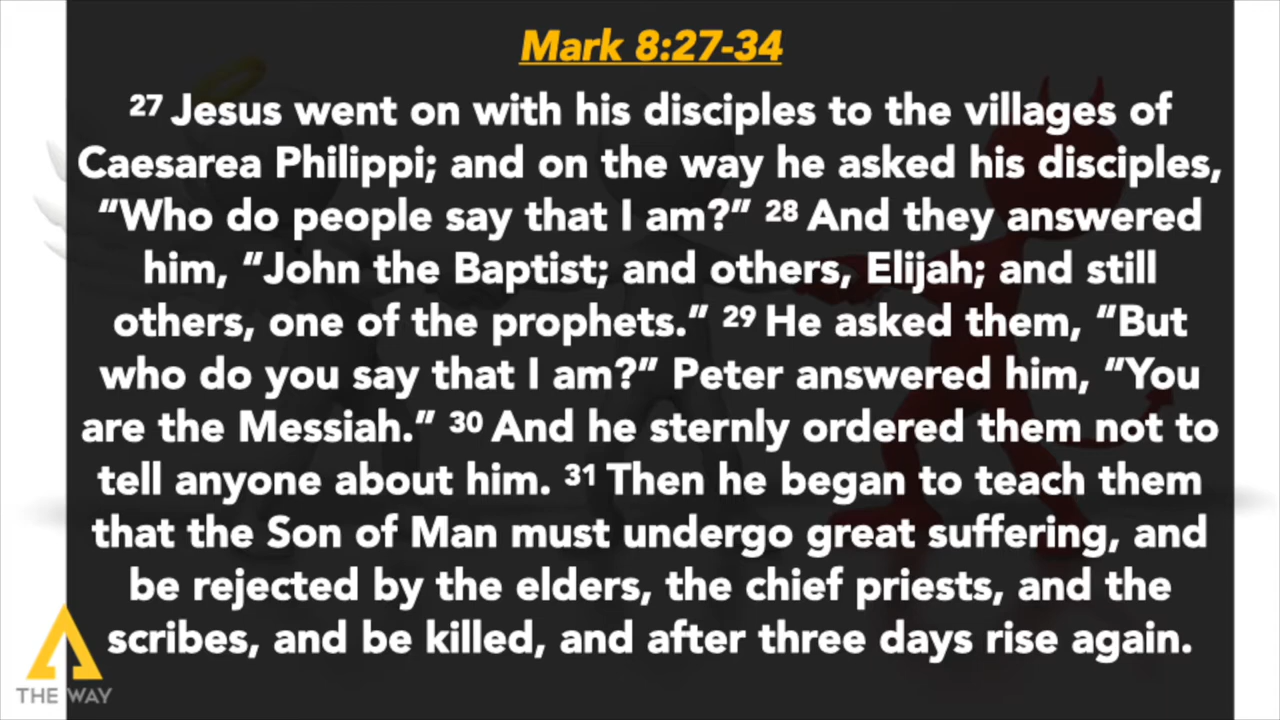 Mark 8:27-34
27 Jesus went on with his disciples to the villages of
Caesarea Philippi; and on the way he asked his disciples,
“Who do people say that I am?” 28 And they answered
him, “John the Baptist; and others, Elijah; and still
others, one of the prophets.” 29 He asked them, “But
who do you say that I am?” Peter answered him, “You
are the Messiah.” 30 And he sternly ordered them not to
tell anyone about him. 31 Then he began to teach them
that the Son of Man must undergo great suffering, and
be rejected by the elders, the chief priests, and the
scribes, and be killed, and after three days rise again.
THE WAY